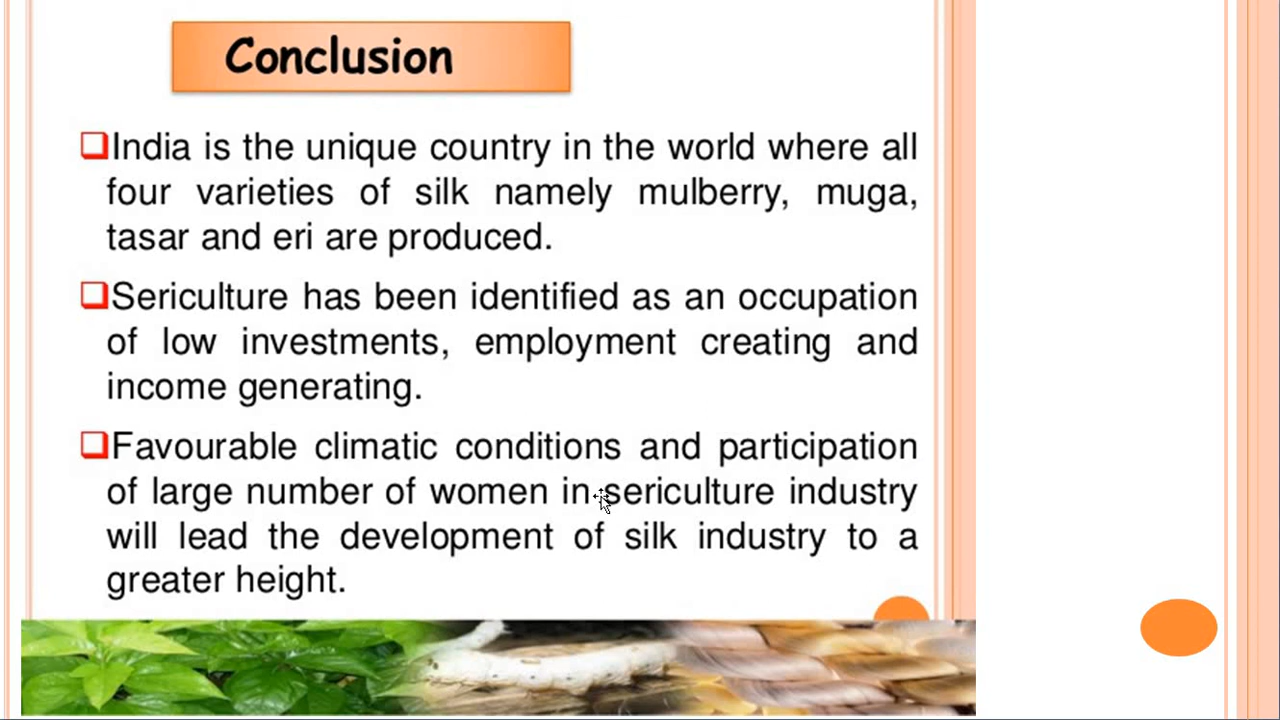 Conclusion
India is the unique country in the world where all
four varieties of silk namely mulberry, muga,
tasar and eri are produced.
Sericulture has been identified as an occupation
of low investments, employment creating and
income generating.
Favourable climatic conditions and participation
of large number of women in sericulture industry
will lead the development of silk industry to a
greater height.